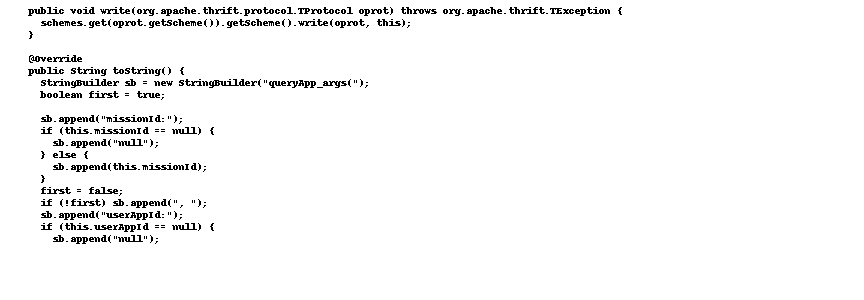 public void write(org.apache.thrift.protocol.TProtocol oprot) throws org.apache.thrift.TException {
  schemes.get(oprot.getScheme()).getScheme().write(oprot, this);
}

@Override
public String toString() {
  StringBuilder sb = new StringBuilder("queryApp_args(");
  boolean first = true;

  sb.append("missionId:");
  if (this.missionId == null) {
    sb.append("null");
  } else {
    sb.append(this.missionId);
  }
  first = false;
  if (!first) sb.append(", ");
  sb.append("userAppId:");
  if (this.userAppId == null) {
    sb.append("null");